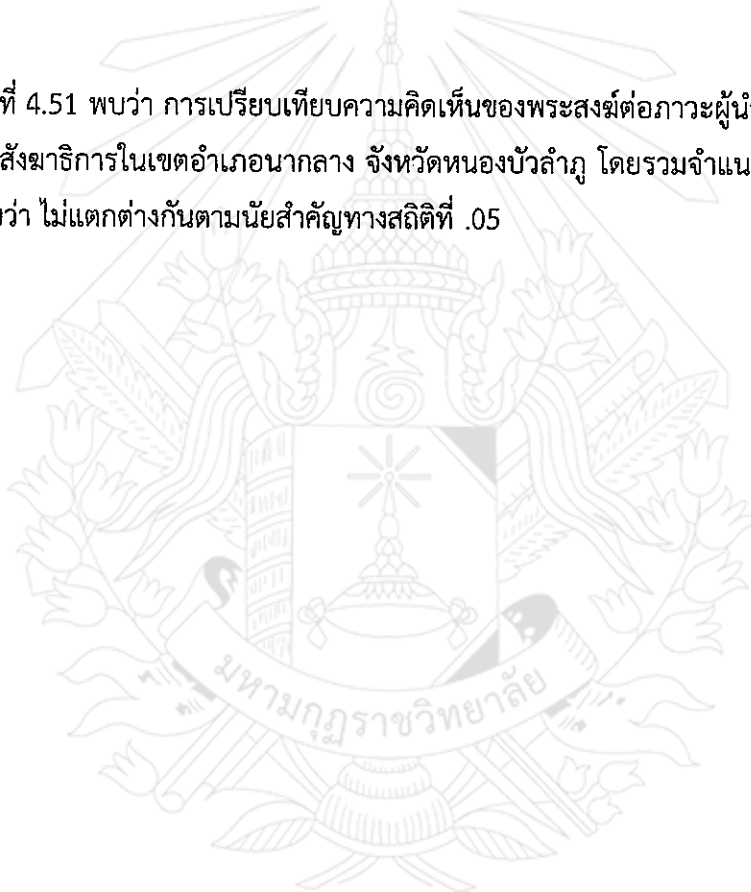 ที่ 4.51 พบว่า การเปรียบเทียบความคิดเห็นของพระสงฆ์ต่อภาวะผู้นำ
สังฆาธิการในเขตอำเภอนากลาง จังหวัดหนองบัวลำภู โดยรวมจำแน
ว่า ไม่แตกต่างกันตามนัยสำคัญทางสถิติที่ .05
มหามกุฏราชวิทยาลัย